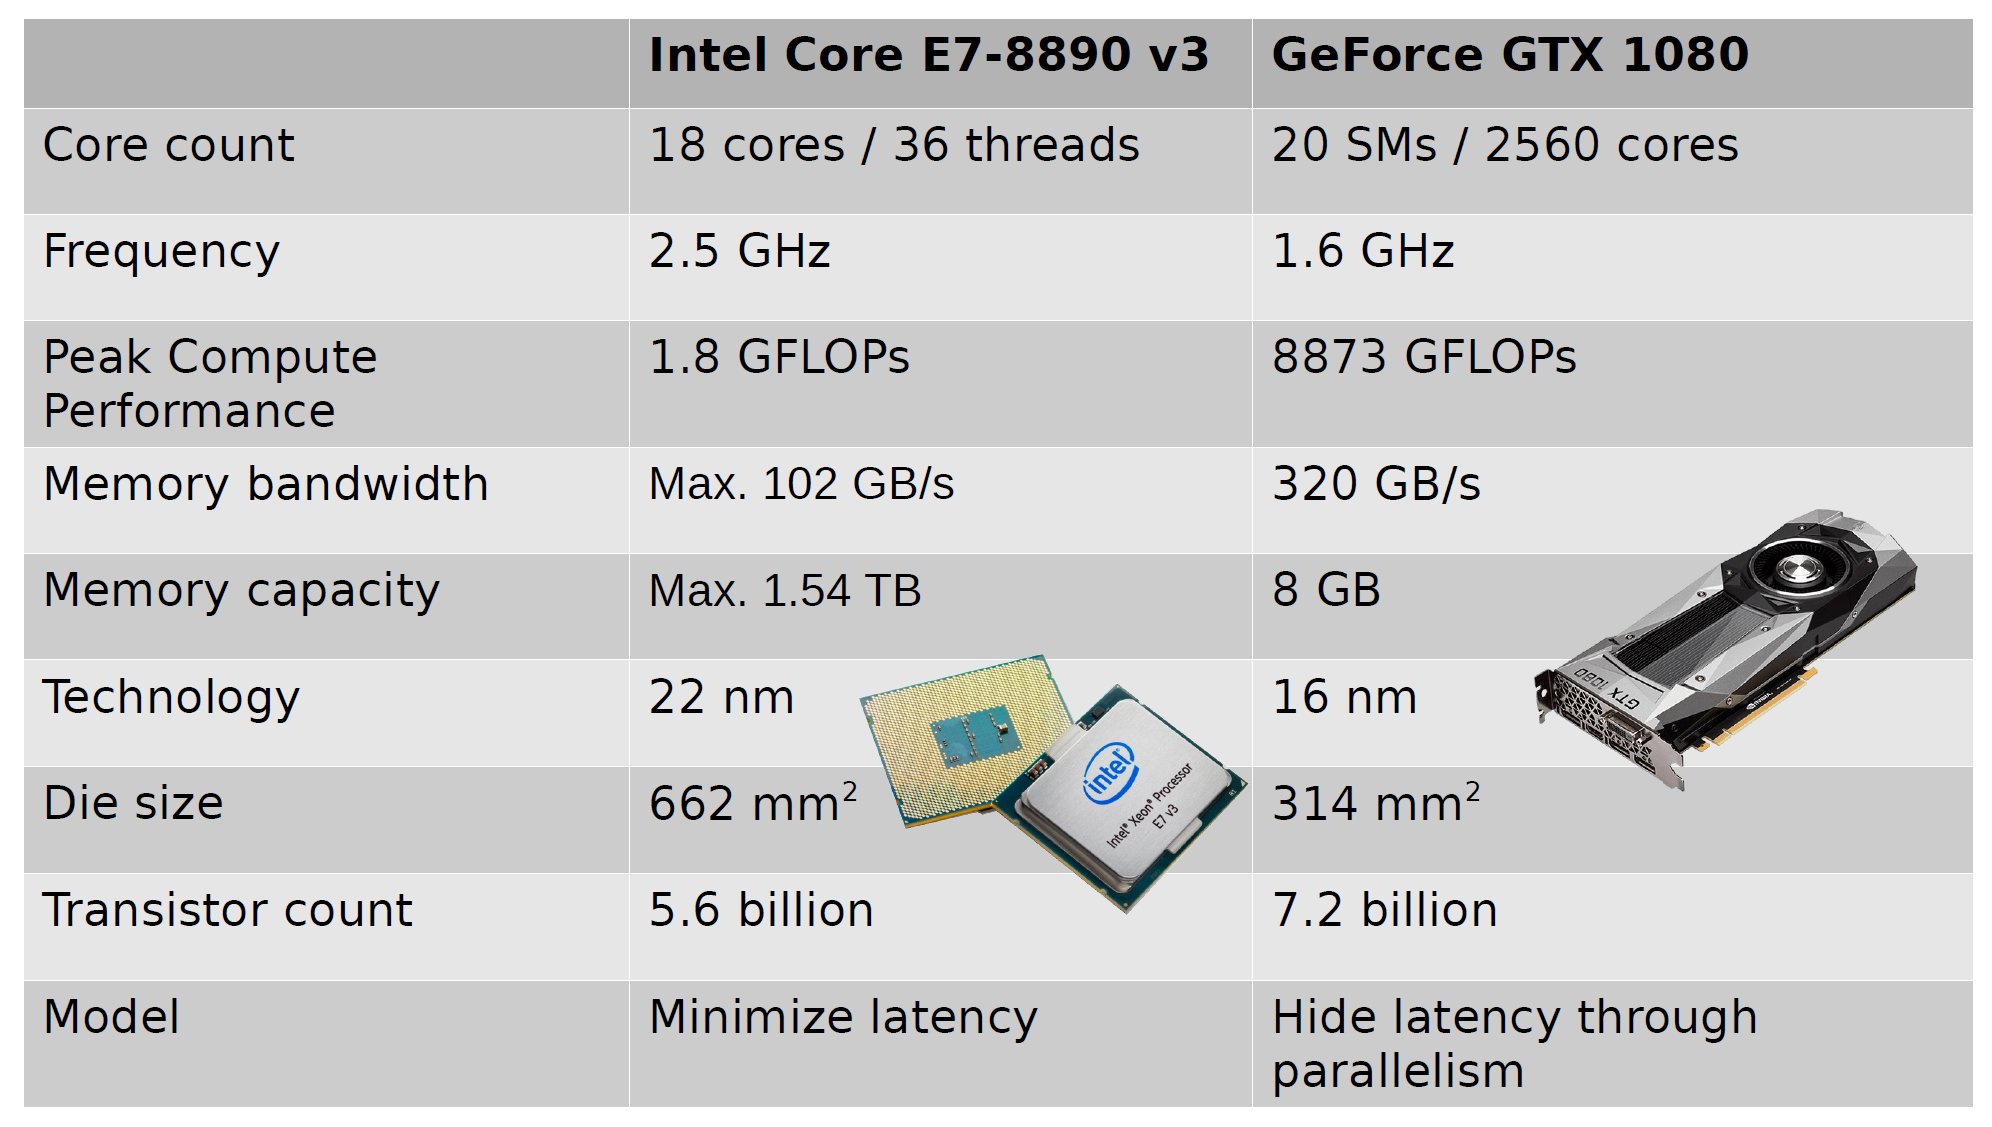 Intel Core E7-8890 v3 GeForce GTX 1080
Core count 18 cores / 36 threads 20 SMs / 2560 cores
Frequency 2.5 GHz 1.6 GHz
Peak Compute 1.8 GFLOPs 8873 GFLOPs
Performance
Memory bandwidth Max. 102 GB/s 320 GB/s
Memory capacity Max. 1.54 TB 8 GB
Technology 22 nm 16 nm
GTX 1080
Die size 662 mm² 314 mm²
intel
Intel® Xeon® Processor
E7 v3
Transistor count 5.6 billion 7.2 billion
Model Minimize latency Hide latency through
parallelism